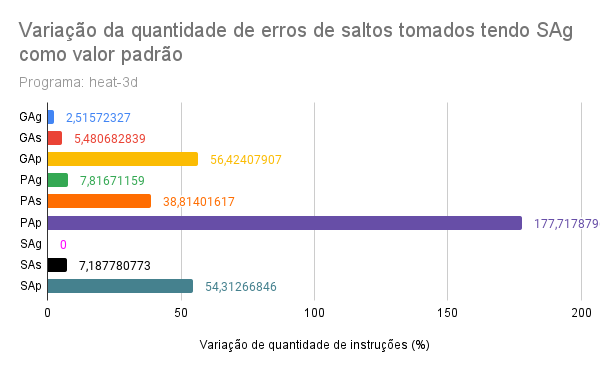 Variação da quantidade de erros de saltos tomados tendo SAg
como valor padrão
Programa: heat-3d
GAg 2,51572327
GAs 5,480682839
GAp 56,42407907
PAg 7,81671159
PAs 38,81401617
PAp 177,717879
SAg 0
SAs 7,187780773
SAp 54,31266846
0 50 100 150 200
Variação de quantidade de instruções (%)